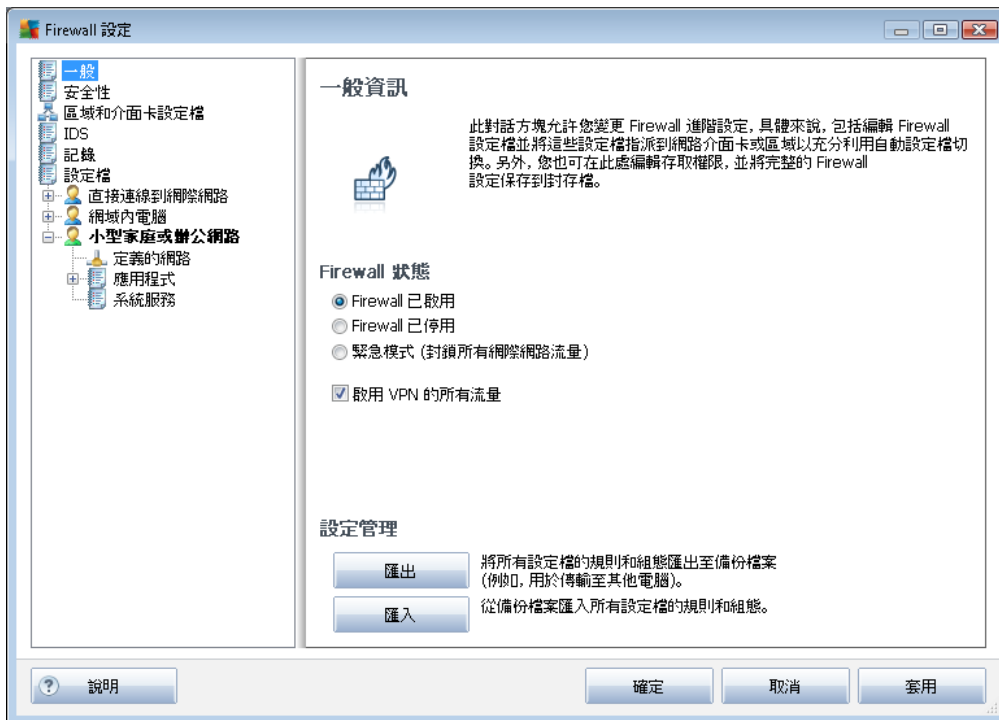 Firewall 設定
一般
安全性
區域和介面卡設定檔
IDS
記錄
設定檔
直接連線到網際網路
網域內電腦
小型家庭或辦公網路
定義的網路
應用程式
系統服務
一般資訊
此對話方塊允許您變更 Firewall 進階設定, 具體來說, 包括編輯 Firewall
設定檔並將這些設定檔指派到網路介面卡或區域以充分利用自動設定檔切
換。另外, 您也可在此處編輯存取權限, 並將完整的 Firewall
設定保存到封存檔。
Firewall 狀態
Firewall 已啟用
Firewall 已停用
緊急模式 (封鎖所有網際網路流量)
啟用 VPN 的所有流量
設定管理
匯出
將所有設定檔的規則和組態匯出至備份檔案
(例如, 用於傳輸至其他電腦)。
匯入
從備份檔案匯入所有設定檔的規則和組態。
說明
確定
取消
套用